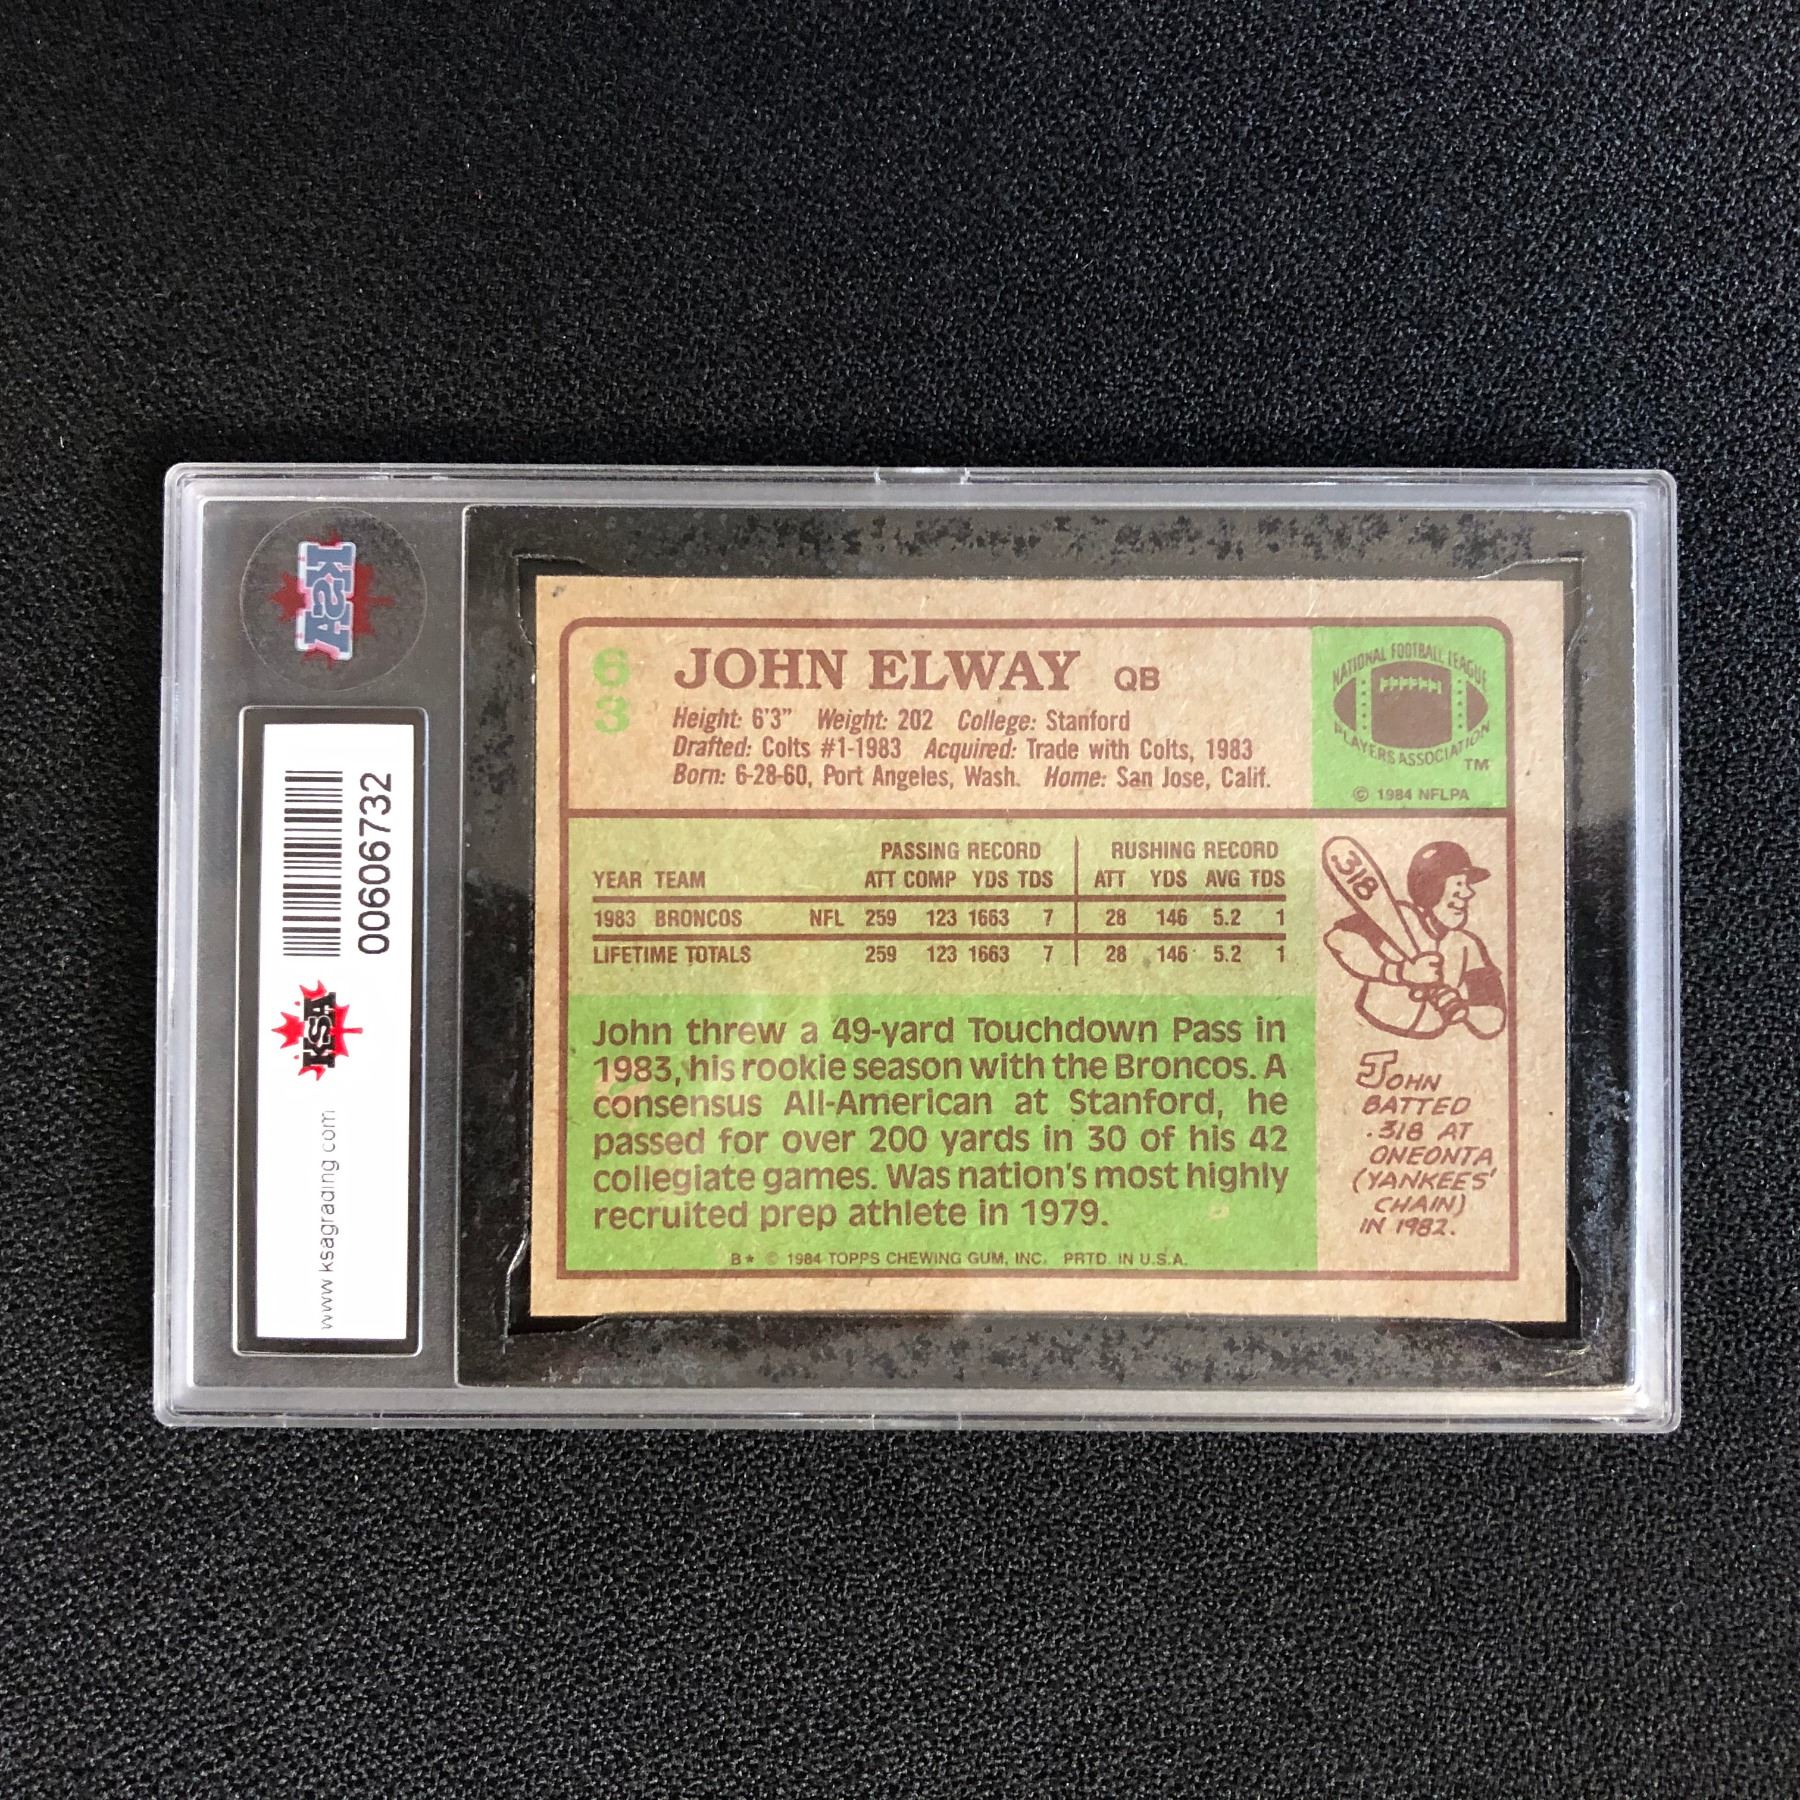 KSA
00606732
KSA
www.ksagrading.com
63
JOHN ELWAY QB
Height: 6'3" Weight: 202 College: Stanford
Drafted: Colts #1-1983 Acquired: Trade with Colts, 1983
Born: 6-28-60, Port Angeles, Wash. Home: San Jose, Calif.
NATIONAL FOOTBALL LEAGUE
PLAYERS ASSOCIATION
TM
© 1984 NFLPA
PASSING RECORD RUSHING RECORD
YEAR TEAM ATT COMP YDS TDS ATT YDS AVG TDS
1983 BRONCOS NFL 259 123 1663 7 28 146 5.2 1
LIFETIME TOTALS 259 123 1663 7 28 146 5.2 1
John threw a 49-yard Touchdown Pass in
1983, his rookie season with the Broncos. A
consensus All-American at Stanford, he
passed for over 200 yards in 30 of his 42
collegiate games. Was nation's most highly
recruited prep athlete in 1979.
B* © 1984 TOPPS CHEWING GUM, INC. PRTD. IN U.S.A.
318
JOHN
BATTED
.318 AT
ONEONTA
(YANKEES'
CHAIN)
IN 1982.